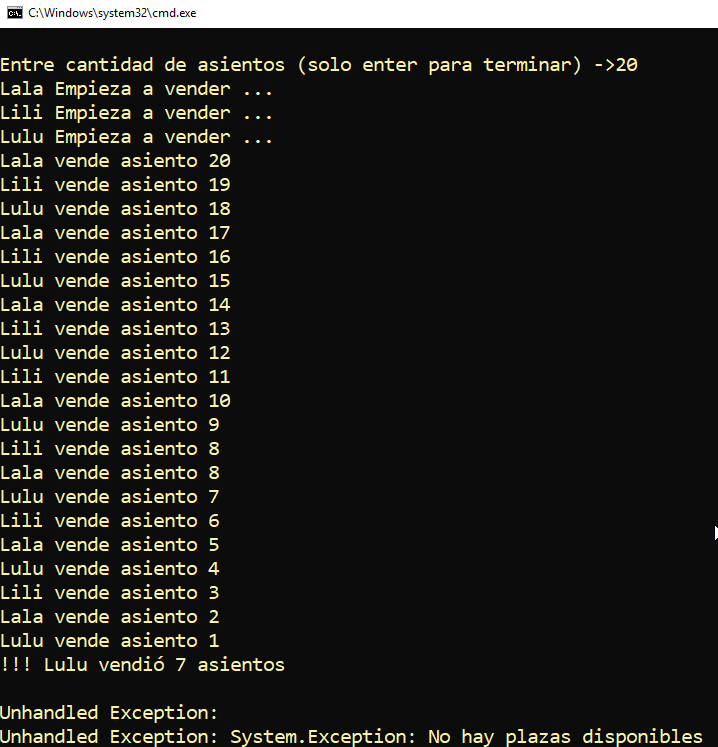 C:\Windows\system32\cmd.exe
Entre cantidad de asientos (solo enter para terminar) ->20
Lala Empieza a vender ...
Lili Empieza a vender ...
Lulu Empieza a vender ...
Lala vende asiento 20
Lili vende asiento 19
Lulu vende asiento 18
Lala vende asiento 17
Lili vende asiento 16
Lulu vende asiento 15
Lala vende asiento 14
Lili vende asiento 13
Lulu vende asiento 12
Lili vende asiento 11
Lala vende asiento 10
Lulu vende asiento 9
Lili vende asiento 8
Lala vende asiento 8
Lulu vende asiento 7
Lili vende asiento 6
Lala vende asiento 5
Lulu vende asiento 4
Lili vende asiento 3
Lala vende asiento 2
Lulu vende asiento 1
!!! Lulu vendió 7 asientos
Unhandled Exception:
Unhandled Exception: System.Exception: No hay plazas disponibles